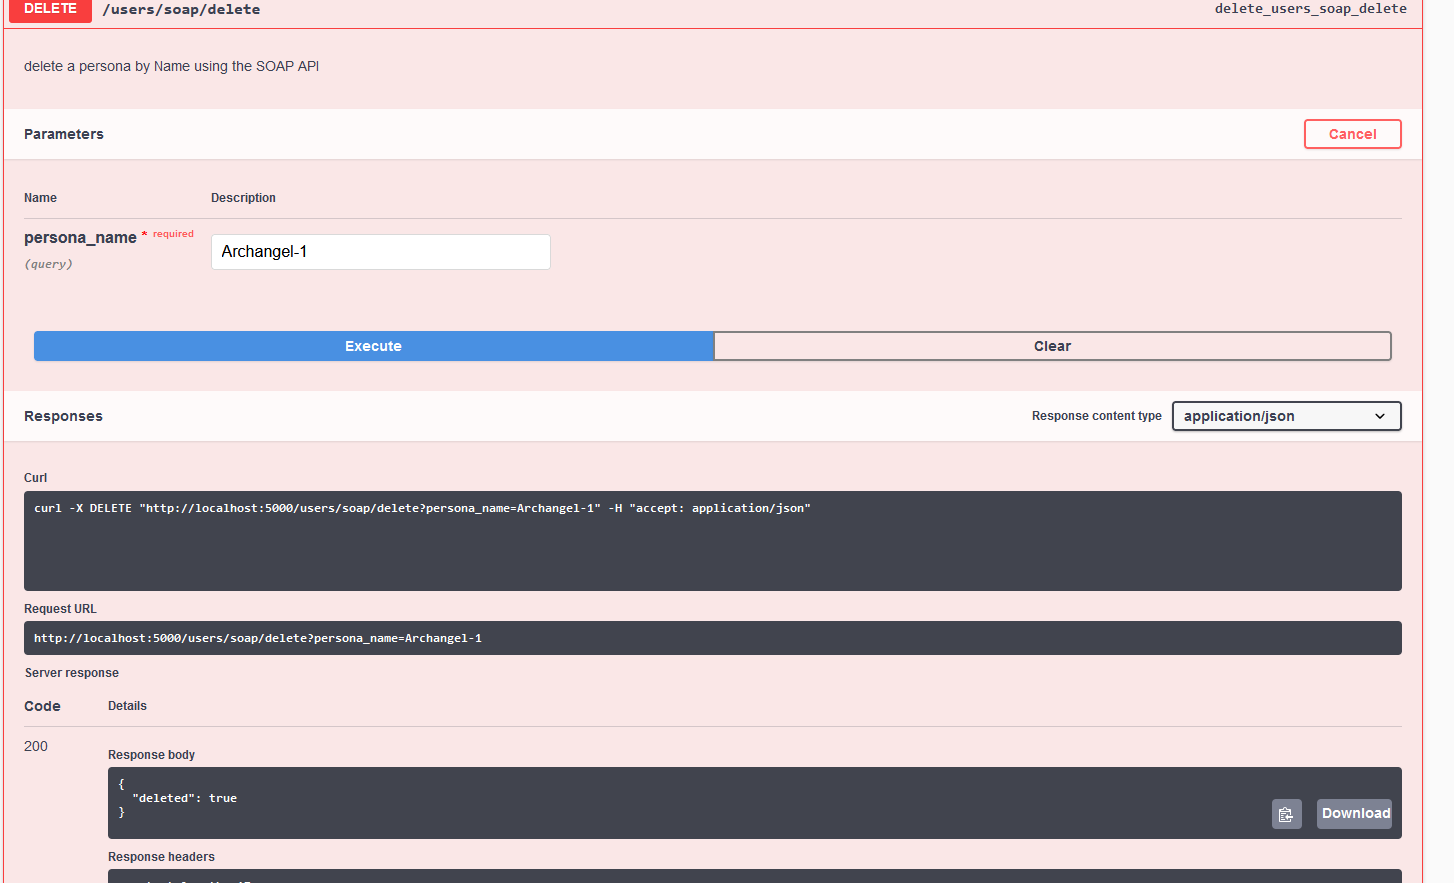 DELETE /users/soap/delete delete_users_soap_delete
delete a persona by Name using the SOAP API
Parameters Cancel
Name Description
persona_name * required Archangel-1
(query)
Execute Clear
Responses Response content type application/json
Curl
curl -X DELETE "http://localhost:5000/users/soap/delete?persona_name=Archangel-1" -H "accept: application/json"
Request URL
http://localhost:5000/users/soap/delete?persona_name=Archangel-1
Server response
Code Details
200
Response body
{
"deleted": true
}
Download
Response headers